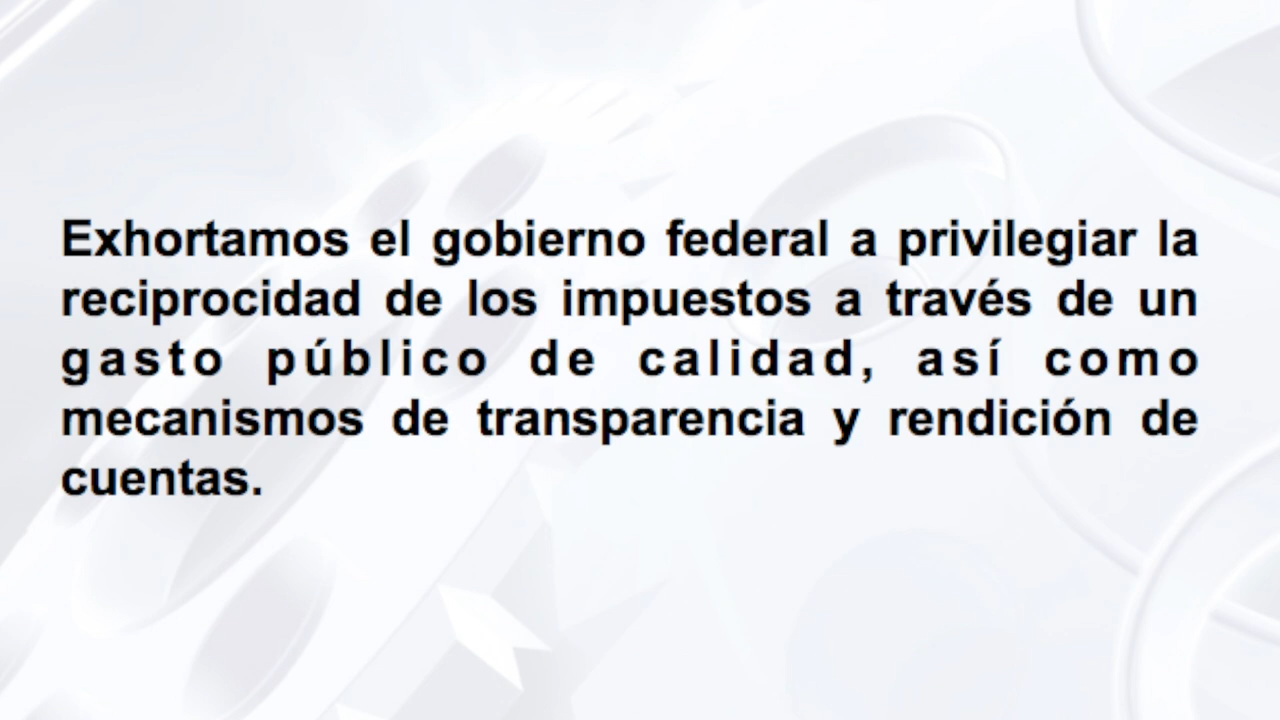 Exhortamos el gobierno federal a privilegiar la
reciprocidad de los impuestos a través de un
gasto público de calidad, así como
mecanismos de transparencia y rendición de
cuentas.